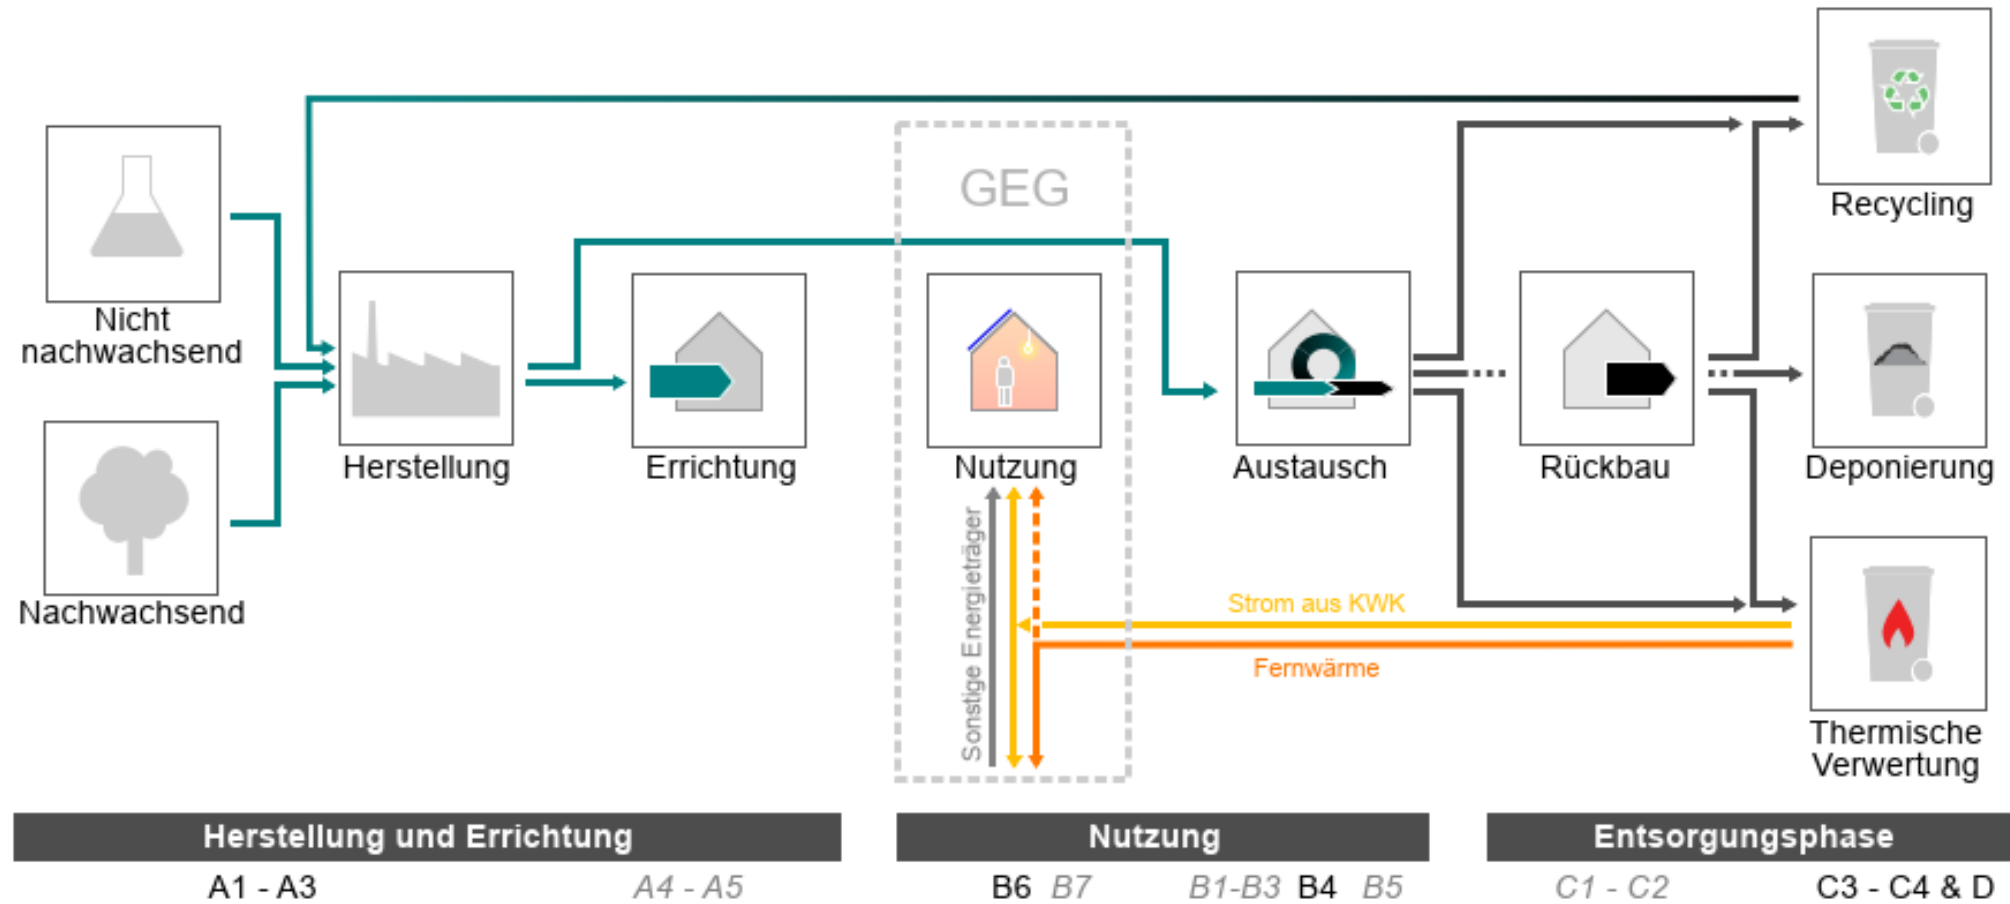 Recycling
GEG
Nicht
nachwachsend
Herstellung
Errichtung
Nutzung
Austausch
Rückbau
Deponierung
Nachwachsend
Sonstige Energieträger
Strom aus KWK
Fernwärme
Thermische
Verwertung
Herstellung und Errichtung
Nutzung
Entsorgungsphase
A1 - A3
A4 - A5
B6 B7
B1-B3 B4 B5
C1 - C2
C3 - C4 & D